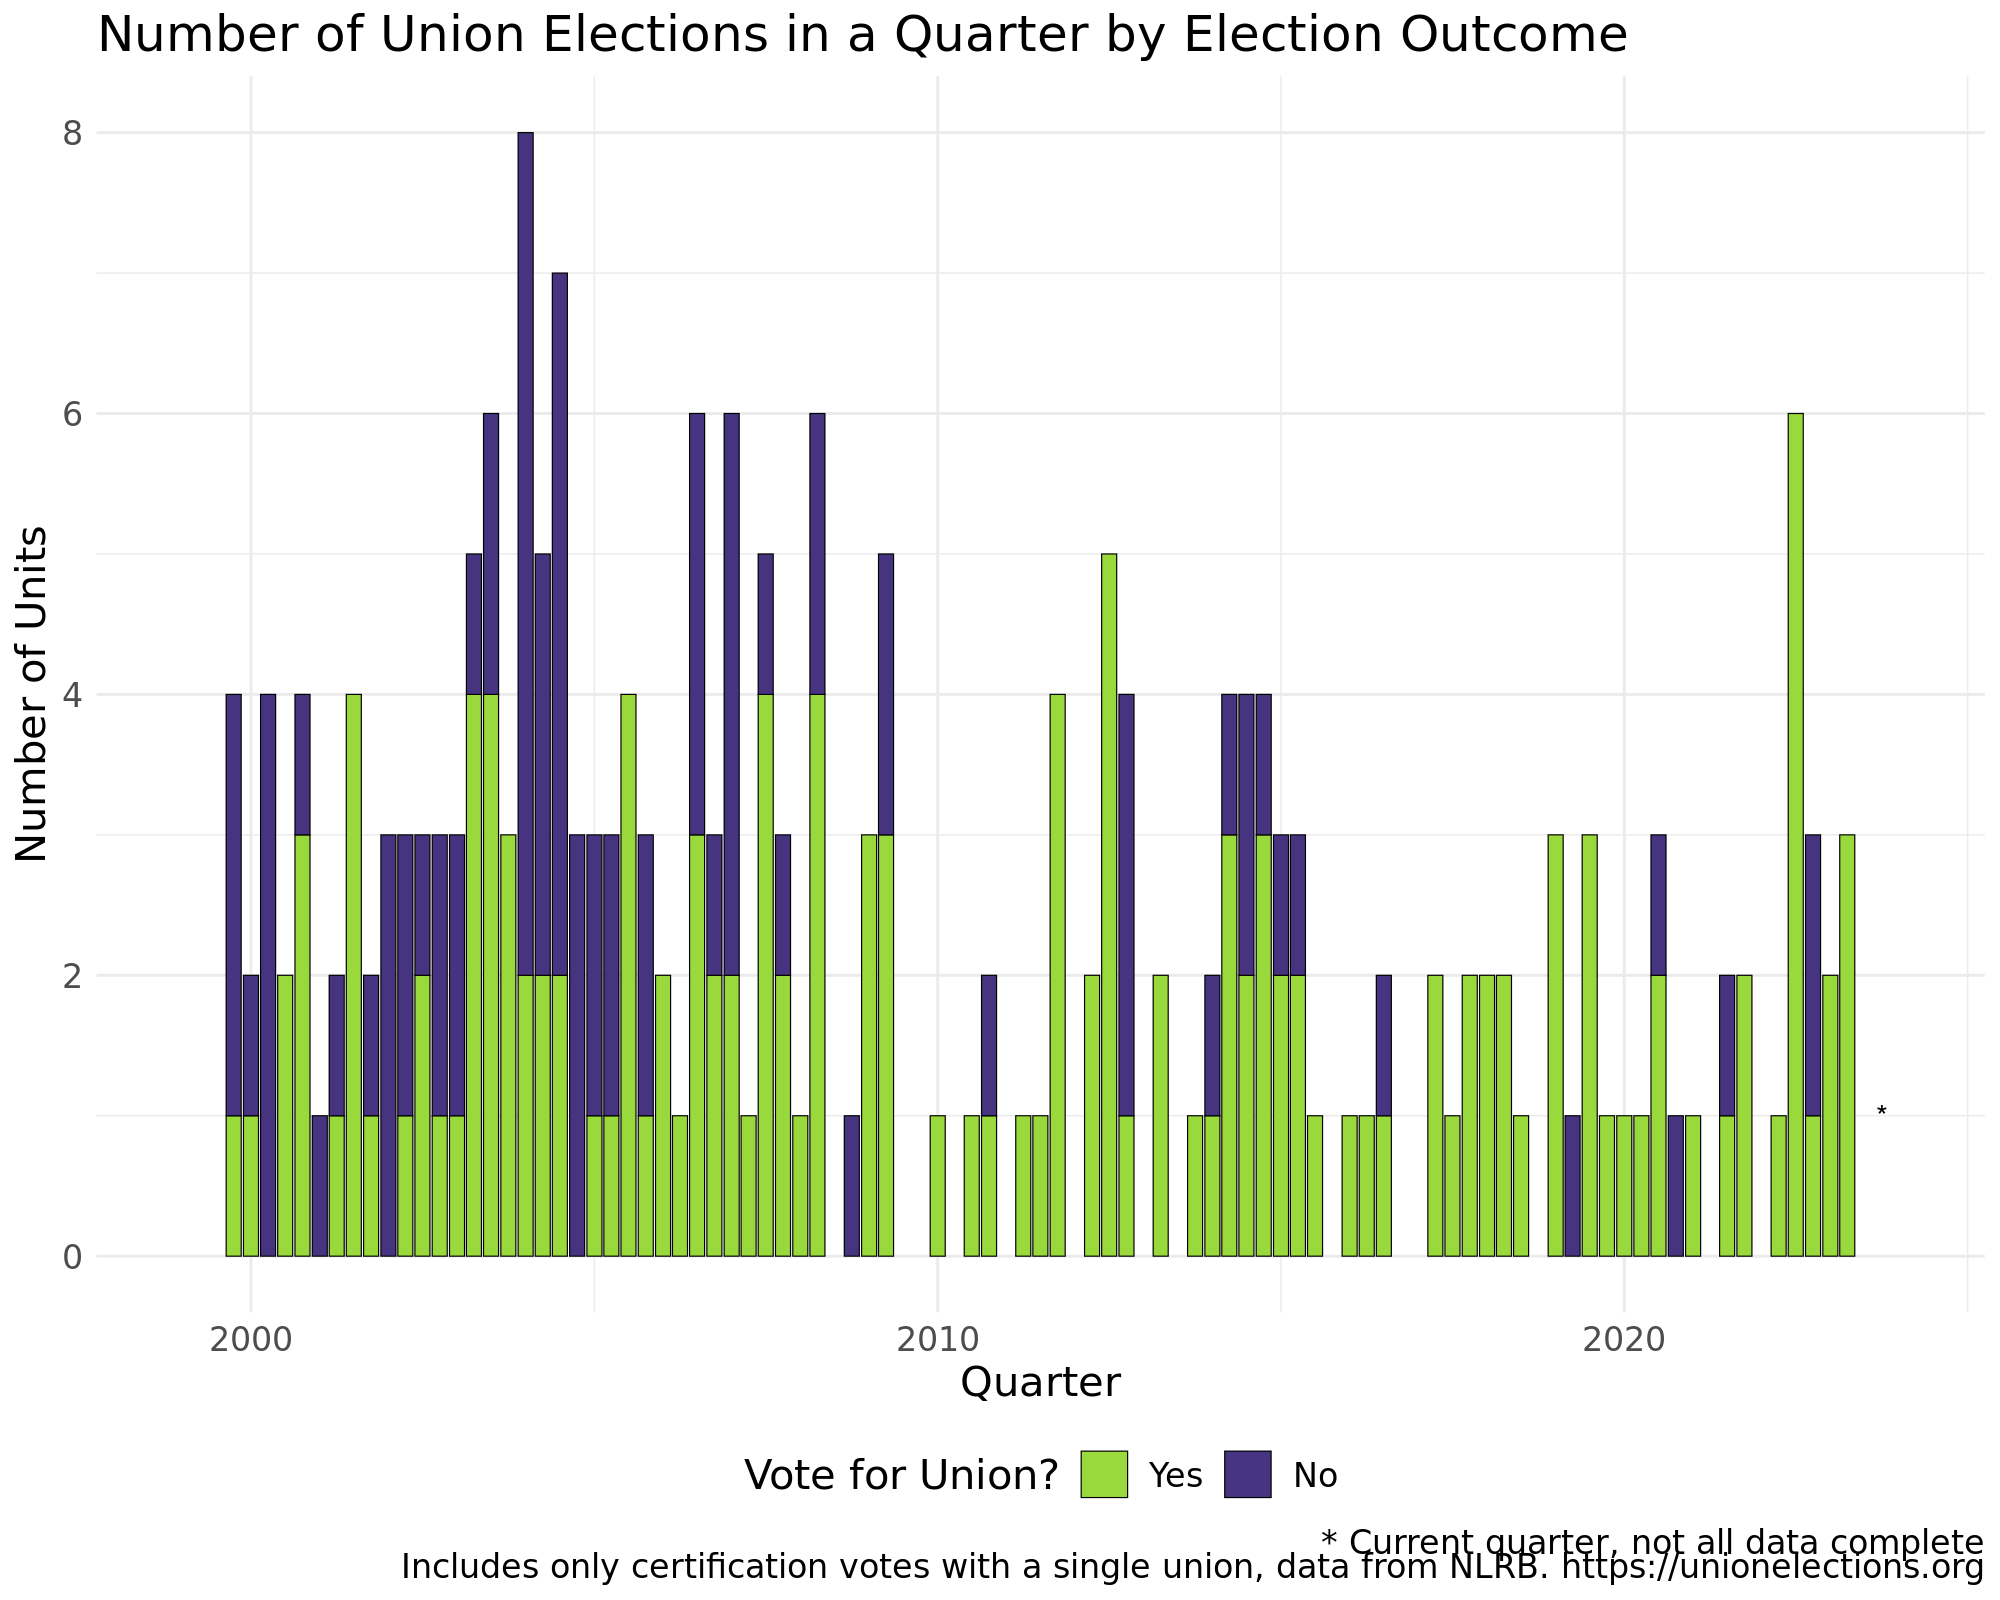 Number of Union Elections in a Quarter by Election Outcome
8
6
4
2
0
Number of Units
*
2000 2010 2020
Quarter
Vote for Union? Yes No
* Current quarter, not all data complete
Includes only certification votes with a single union, data from NLRB. https://unionelections.org